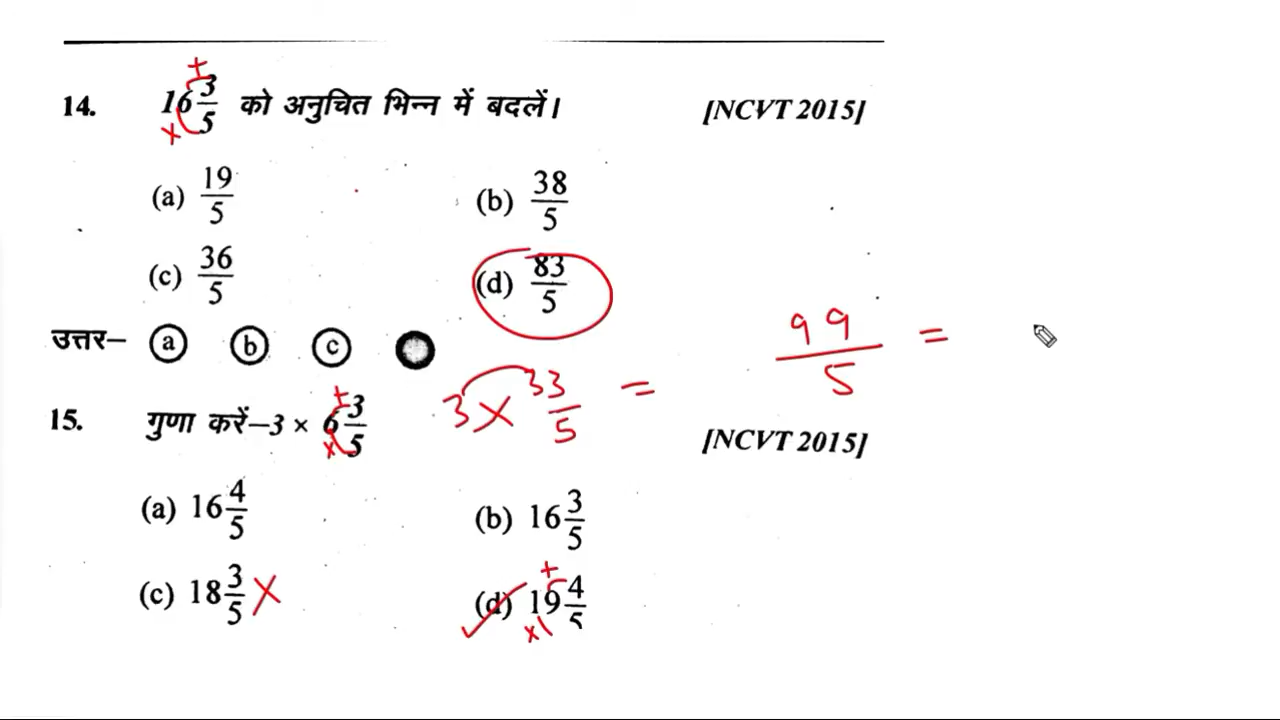 14. 16 3/5 को अनुचित भिन्न में बदलें। [NCVT 2015]
(a) 19/5 (b) 38/5
(c) 36/5 (d) 83/5
उत्तर– a b c
3 × 33/5 = 99/5 =
15. गुणा करें–3 × 6 3/5 [NCVT 2015]
(a) 16 4/5 (b) 16 3/5
(c) 18 3/5 × (d) 19 4/5